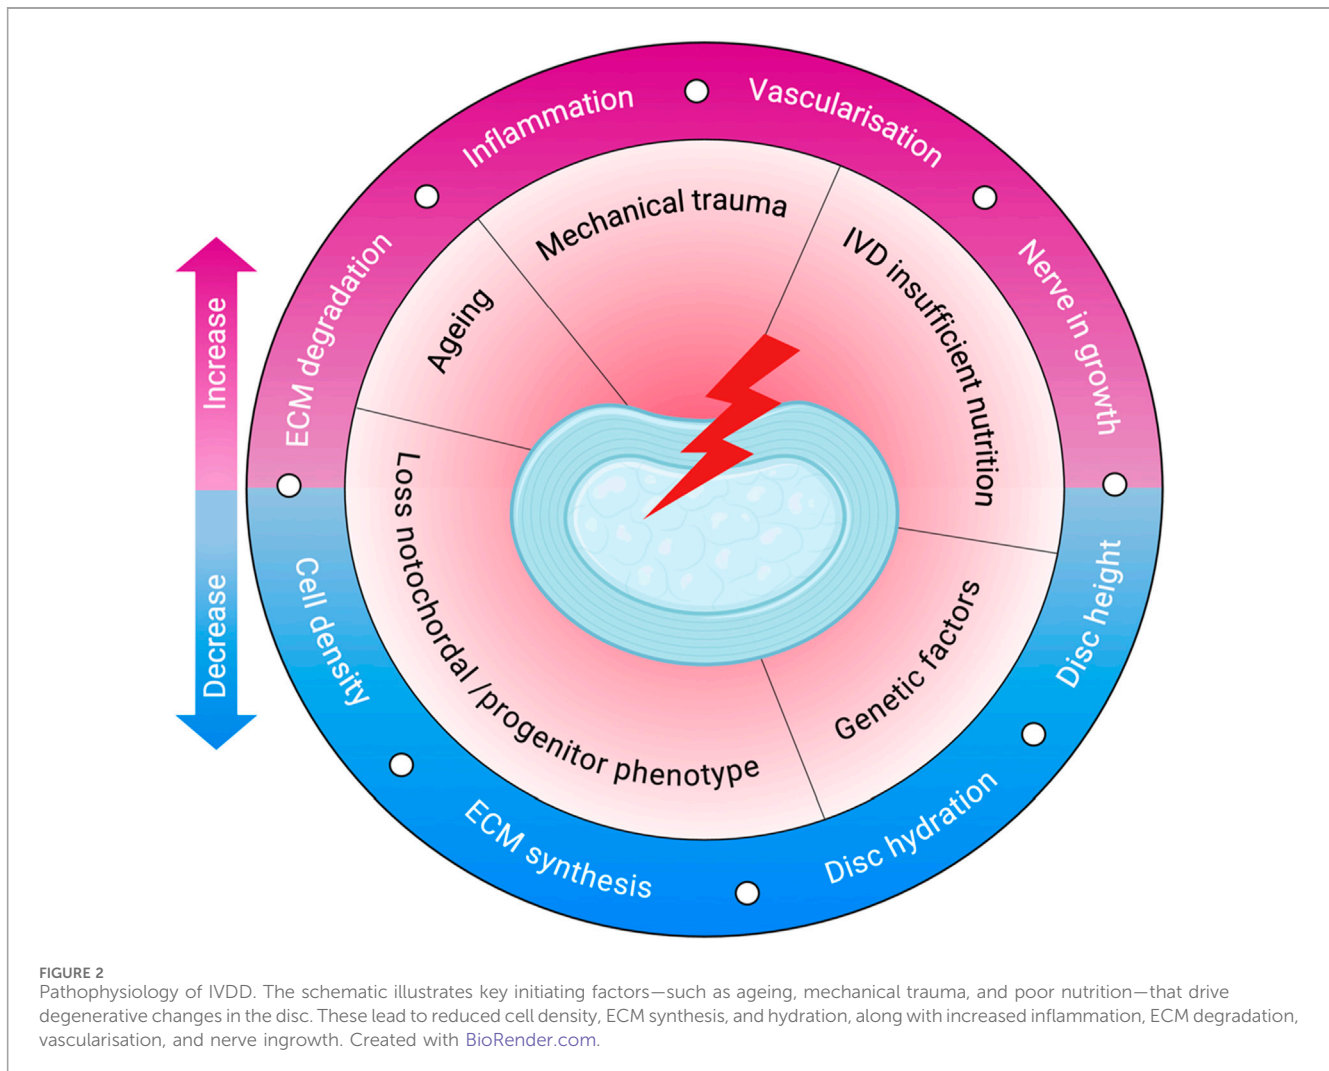 Inflammation
Vascularisation
Mechanical trauma
IVD insufficient nutrition
Nerve in growth
ECM degradation
Ageing
Increase
Decrease
Loss notochordal /progenitor phenotype
Cell density
Genetic factors
Disc height
Disc hydration
ECM synthesis
FIGURE 2
Pathophysiology of IVDD. The schematic illustrates key initiating factors—such as ageing, mechanical trauma, and poor nutrition—that drive
degenerative changes in the disc. These lead to reduced cell density, ECM synthesis, and hydration, along with increased inflammation, ECM degradation,
vascularisation, and nerve ingrowth. Created with BioRender.com.